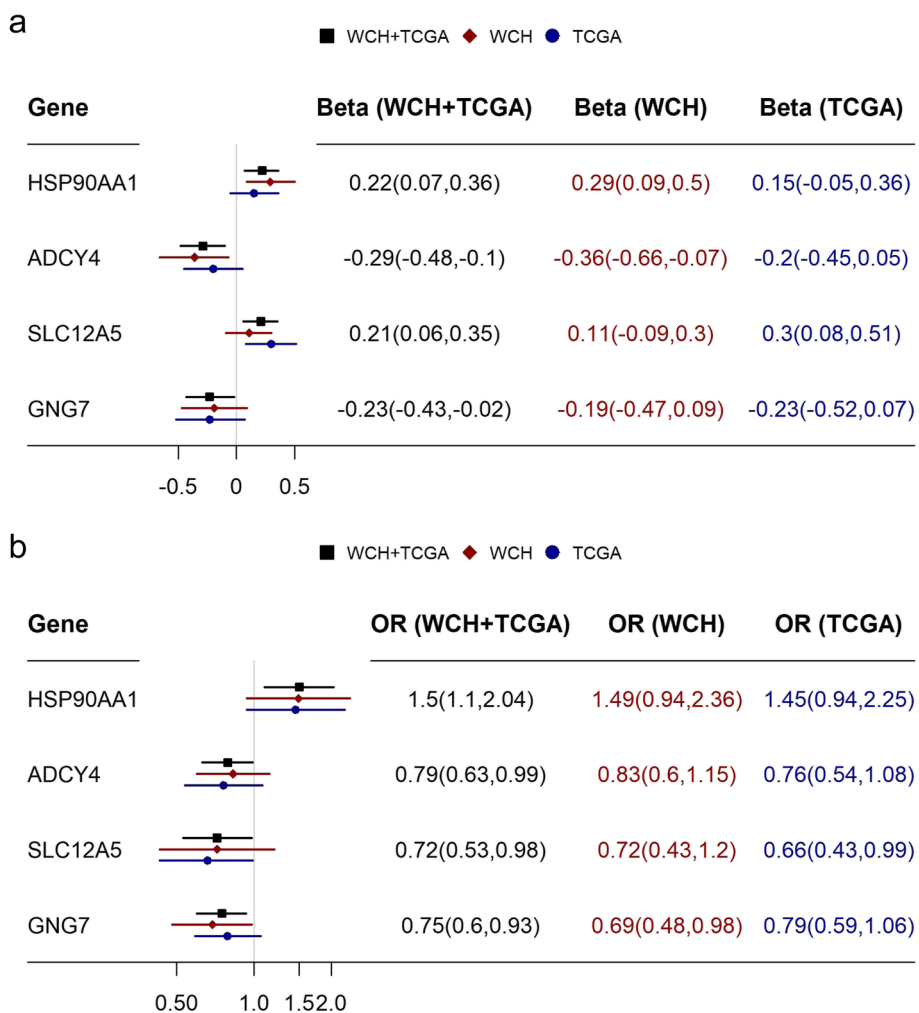 a
WCH+TCGA WCH TCGA
Gene Beta (WCH+TCGA) Beta (WCH) Beta (TCGA)
HSP90AA1 0.22(0.07,0.36) 0.29(0.09,0.5) 0.15(-0.05,0.36)
ADCY4 -0.29(-0.48,-0.1) -0.36(-0.66,-0.07) -0.2(-0.45,0.05)
SLC12A5 0.21(0.06,0.35) 0.11(-0.09,0.3) 0.3(0.08,0.51)
GNG7 -0.23(-0.43,-0.02) -0.19(-0.47,0.09) -0.23(-0.52,0.07)
-0.5 0 0.5
b
WCH+TCGA WCH TCGA
Gene OR (WCH+TCGA) OR (WCH) OR (TCGA)
HSP90AA1 1.5(1.1,2.04) 1.49(0.94,2.36) 1.45(0.94,2.25)
ADCY4 0.79(0.63,0.99) 0.83(0.6,1.15) 0.76(0.54,1.08)
SLC12A5 0.72(0.53,0.98) 0.72(0.43,1.2) 0.66(0.43,0.99)
GNG7 0.75(0.6,0.93) 0.69(0.48,0.98) 0.79(0.59,1.06)
0.50 1.0 1.52.0